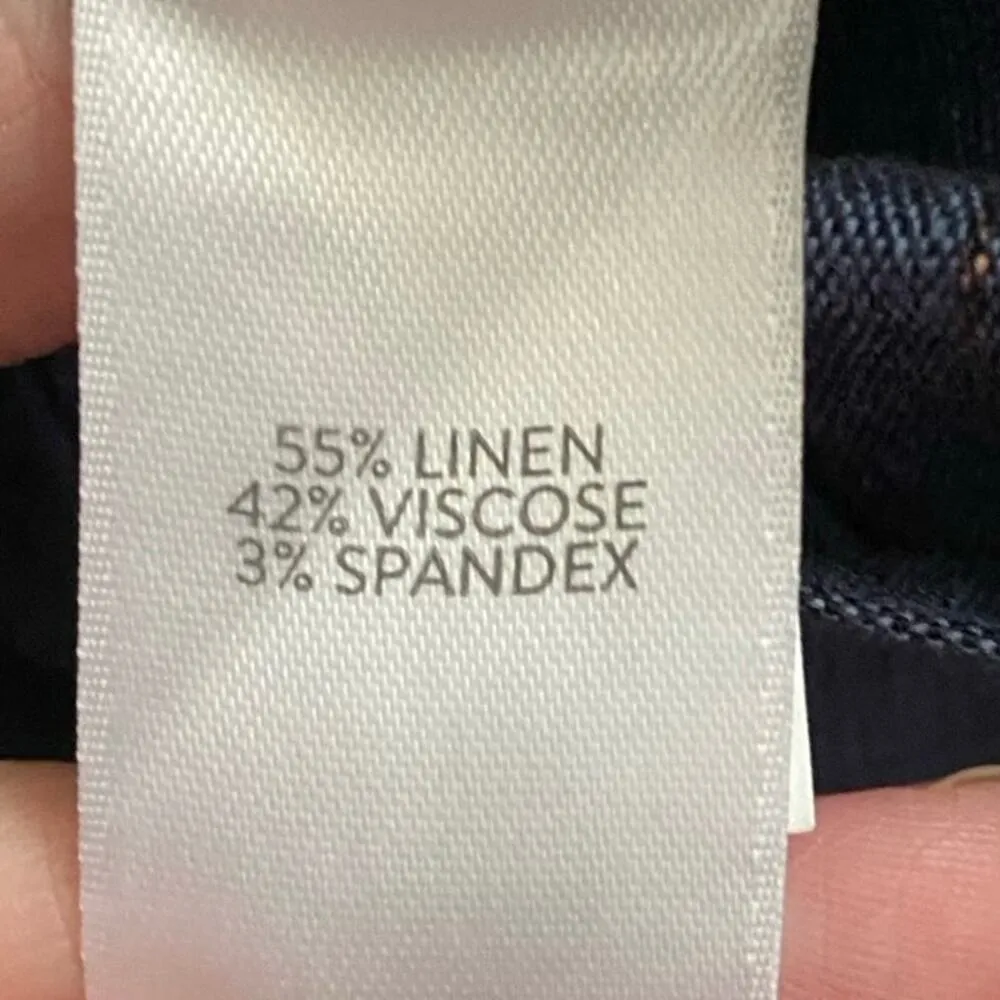 55% LINEN
42% VISCOSE
3% SPANDEX